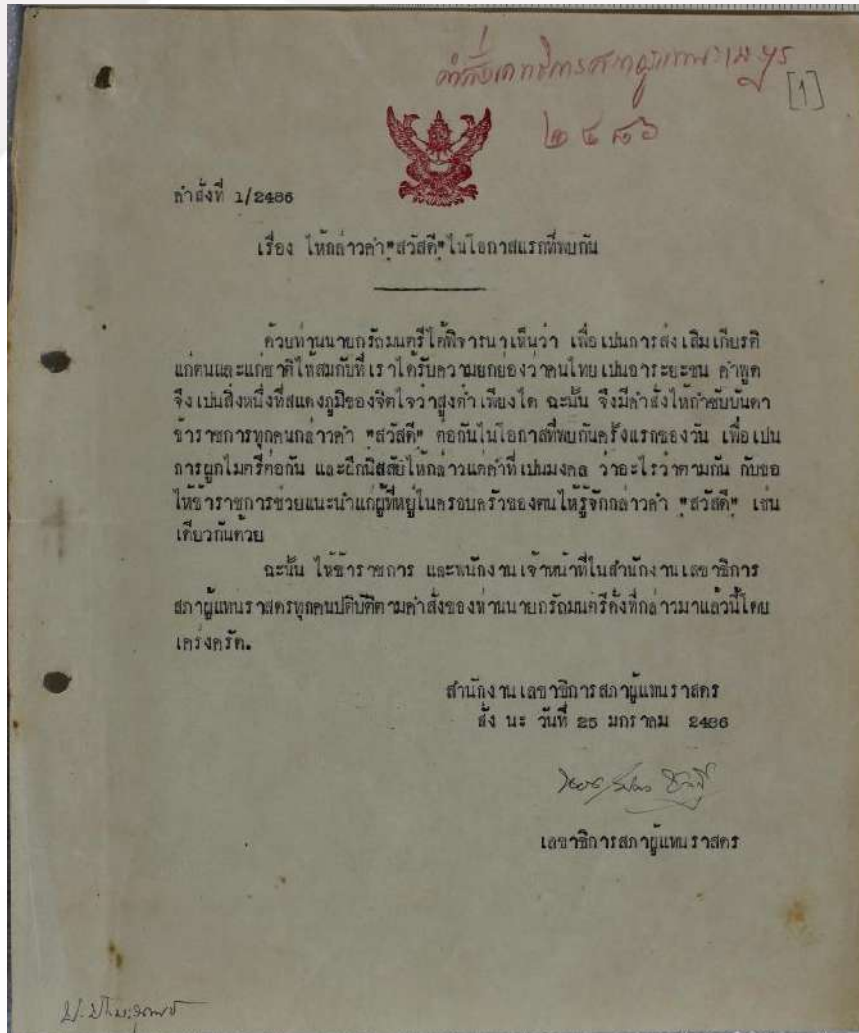 [1]
๒๔๘๖
คำสั่งที่ 1/2486
เรื่อง ให้กล่าวคำ "สวัสดี" ในโอกาสแรกที่พบกัน
ด้วยท่านนายกรัถมนตรีได้พิจารนาเห็นว่า เพื่อเปนการส่งเสิมเกียรติ
แก่ตนและแก่ชาติให้สมกับที่เราได้รับความยกย่องว่าคนไทยเปนอาระยะชน คำพูด
จึงเปนสิ่งหนึ่งที่สแดงภูมิของจิตใจว่าสูงต่ำเพียงใด ฉะนั้น จึงมีคำสั่งให้กำชับบันดา
ข้าราชการทุกคนกล่าวคำ "สวัสดี" ต่อกันในโอกาสที่พบกันครั้งแรกของวัน เพื่อเปน
การผูกไมตรีต่อกัน และฝึกนิสสัยให้กล่าวแต่คำที่เปนมงคล ว่าอะไรว่าตามกัน กับขอ
ให้ข้าราชการช่วยแนะนำแก่ผู้ที่หยู่ในครอบครัวของตนให้รู้จักกล่าวคำ "สวัสดี" เช่น
เดียวกันด้วย
ฉะนั้น ให้ข้าราชการ และพนักงานเจ้าหน้าที่ในสำนักงานเลขาธิการ
สภาผู้แทนราสดรทุกคนปติบัติตามคำสั่งของท่านนายกรัถมนตรีดังที่กล่าวมาแล้วนี้โดย
เคร่งครัด.
สำนักงานเลขาธิการสภาผู้แทนราสดร
สั่ง นะ วันที่ 25 มกราคม 2486
เลขาธิการสภาผู้แทนราสดร